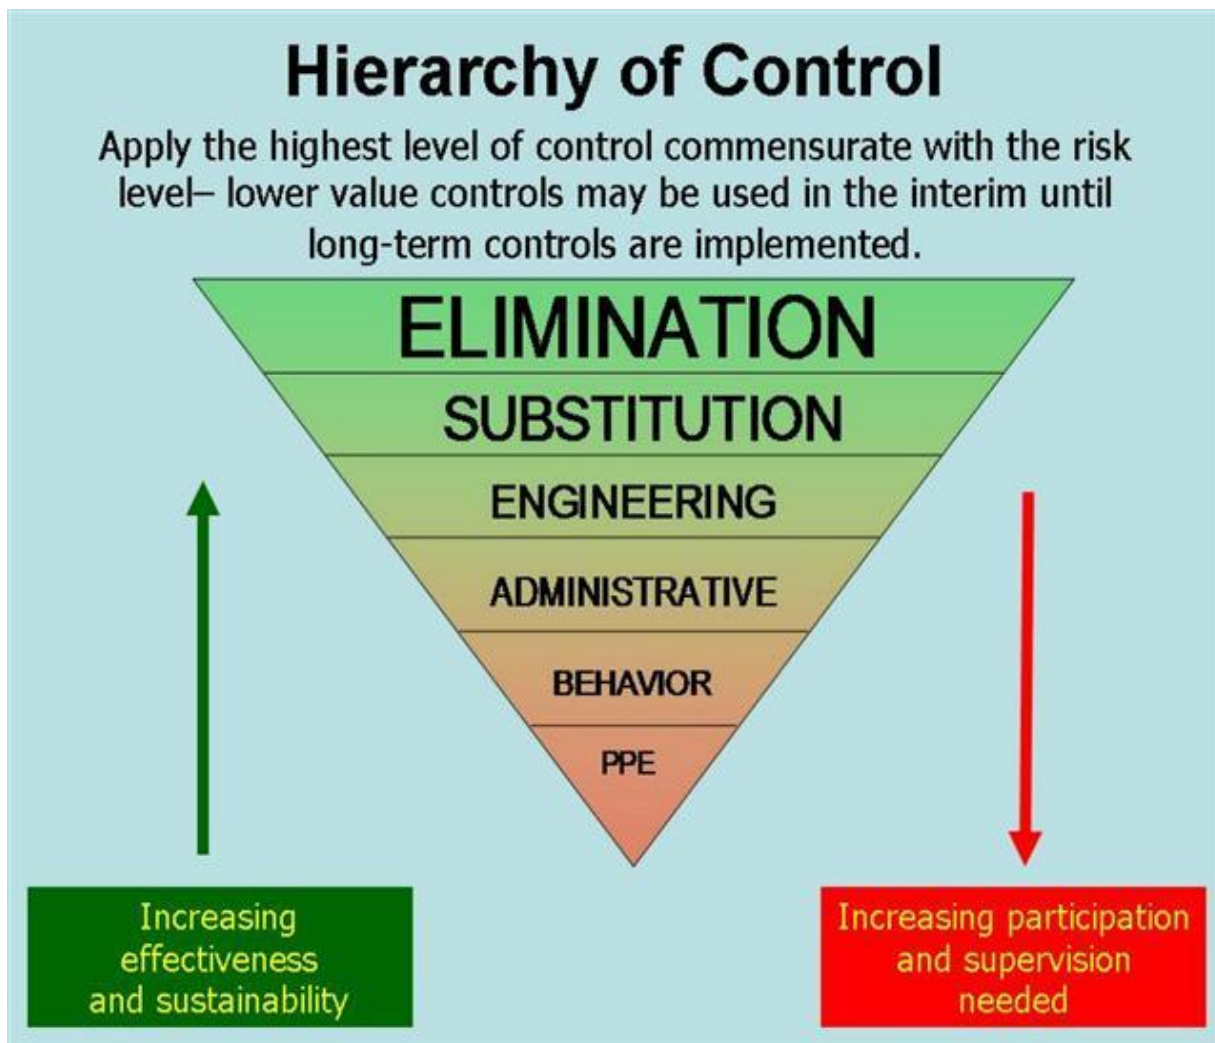 Hierarchy of Control
Apply the highest level of control commensurate with the risk
level– lower value controls may be used in the interim until
long-term controls are implemented.
ELIMINATION
SUBSTITUTION
ENGINEERING
ADMINISTRATIVE
BEHAVIOR
PPE
Increasing
effectiveness
and sustainability
Increasing participation
and supervision
needed